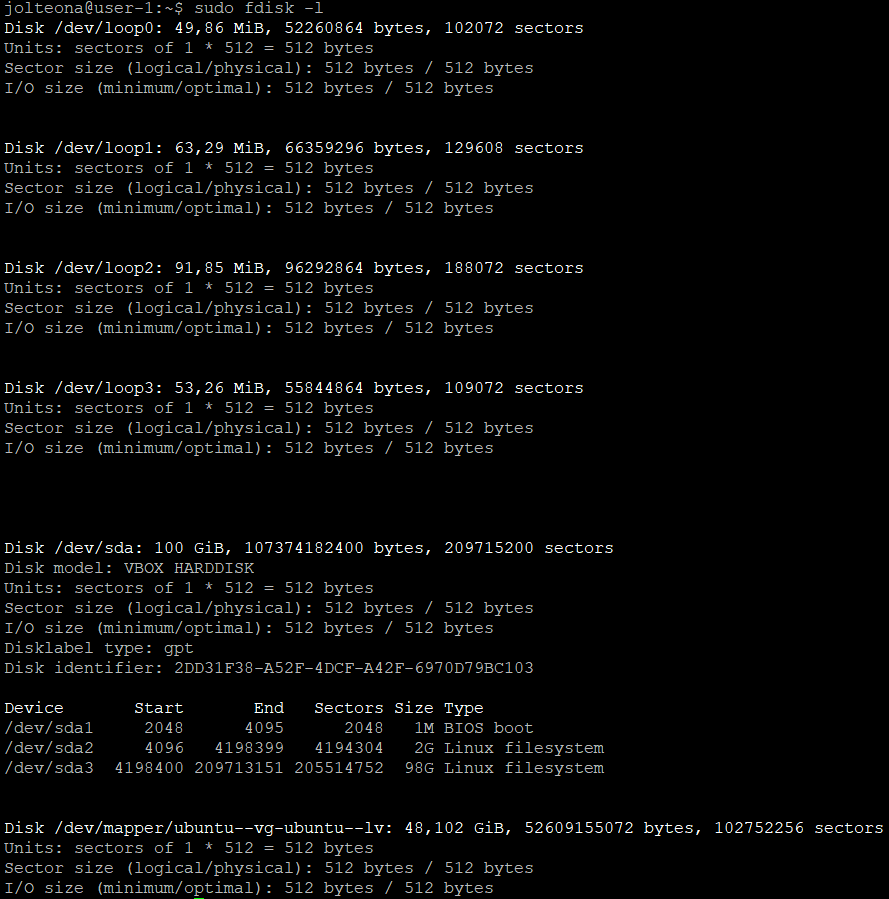 jolteona@user-1:~$ sudo fdisk -l
Disk /dev/loop0: 49,86 MiB, 52260864 bytes, 102072 sectors
Units: sectors of 1 * 512 = 512 bytes
Sector size (logical/physical): 512 bytes / 512 bytes
I/O size (minimum/optimal): 512 bytes / 512 bytes
Disk /dev/loop1: 63,29 MiB, 66359296 bytes, 129608 sectors
Units: sectors of 1 * 512 = 512 bytes
Sector size (logical/physical): 512 bytes / 512 bytes
I/O size (minimum/optimal): 512 bytes / 512 bytes
Disk /dev/loop2: 91,85 MiB, 96292864 bytes, 188072 sectors
Units: sectors of 1 * 512 = 512 bytes
Sector size (logical/physical): 512 bytes / 512 bytes
I/O size (minimum/optimal): 512 bytes / 512 bytes
Disk /dev/loop3: 53,26 MiB, 55844864 bytes, 109072 sectors
Units: sectors of 1 * 512 = 512 bytes
Sector size (logical/physical): 512 bytes / 512 bytes
I/O size (minimum/optimal): 512 bytes / 512 bytes
Disk /dev/sda: 100 GiB, 107374182400 bytes, 209715200 sectors
Disk model: VBOX HARDDISK
Units: sectors of 1 * 512 = 512 bytes
Sector size (logical/physical): 512 bytes / 512 bytes
I/O size (minimum/optimal): 512 bytes / 512 bytes
Disklabel type: gpt
Disk identifier: 2DD31F38-A52F-4DCF-A42F-6970D79BC103
Device       Start       End   Sectors Size Type
/dev/sda1     2048      4095      2048   1M BIOS boot
/dev/sda2     4096   4198399   4194304   2G Linux filesystem
/dev/sda3  4198400 209713151 205514752  98G Linux filesystem
Disk /dev/mapper/ubuntu--vg-ubuntu--lv: 48,102 GiB, 52609155072 bytes, 102752256 sectors
Units: sectors of 1 * 512 = 512 bytes
Sector size (logical/physical): 512 bytes / 512 bytes
I/O size (minimum/optimal): 512 bytes / 512 bytes